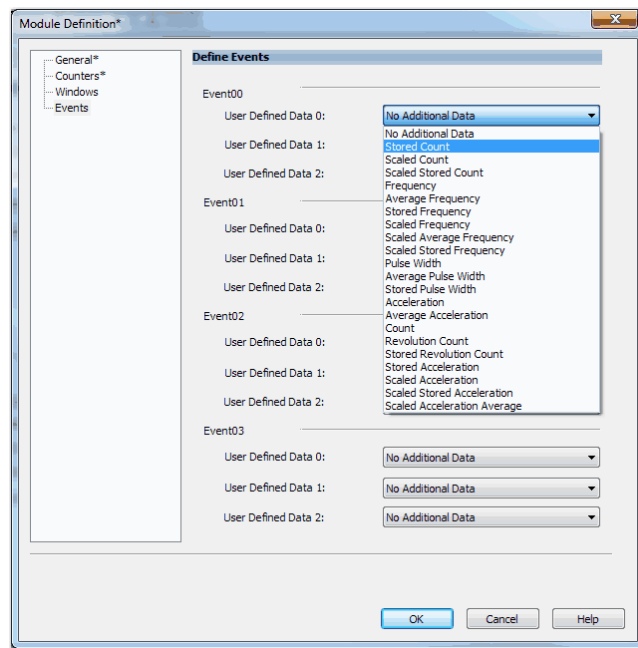 Module Definition*
General*
Counters*
Windows
Events
Define Events
Event00
User Defined Data 0: No Additional Data
No Additional Data
Stored Count
Scaled Count
Scaled Stored Count
Frequency
Average Frequency
Stored Frequency
Scaled Frequency
Scaled Average Frequency
Scaled Stored Frequency
Pulse Width
Average Pulse Width
Stored Pulse Width
Acceleration
Average Acceleration
Count
Revolution Count
Stored Revolution Count
Stored Acceleration
Scaled Acceleration
Scaled Stored Acceleration
Scaled Acceleration Average
User Defined Data 1:
User Defined Data 2:
Event01
User Defined Data 0:
User Defined Data 1:
User Defined Data 2:
Event02
User Defined Data 0:
User Defined Data 1:
User Defined Data 2:
Event03
User Defined Data 0: No Additional Data
User Defined Data 1: No Additional Data
User Defined Data 2: No Additional Data
OK Cancel Help